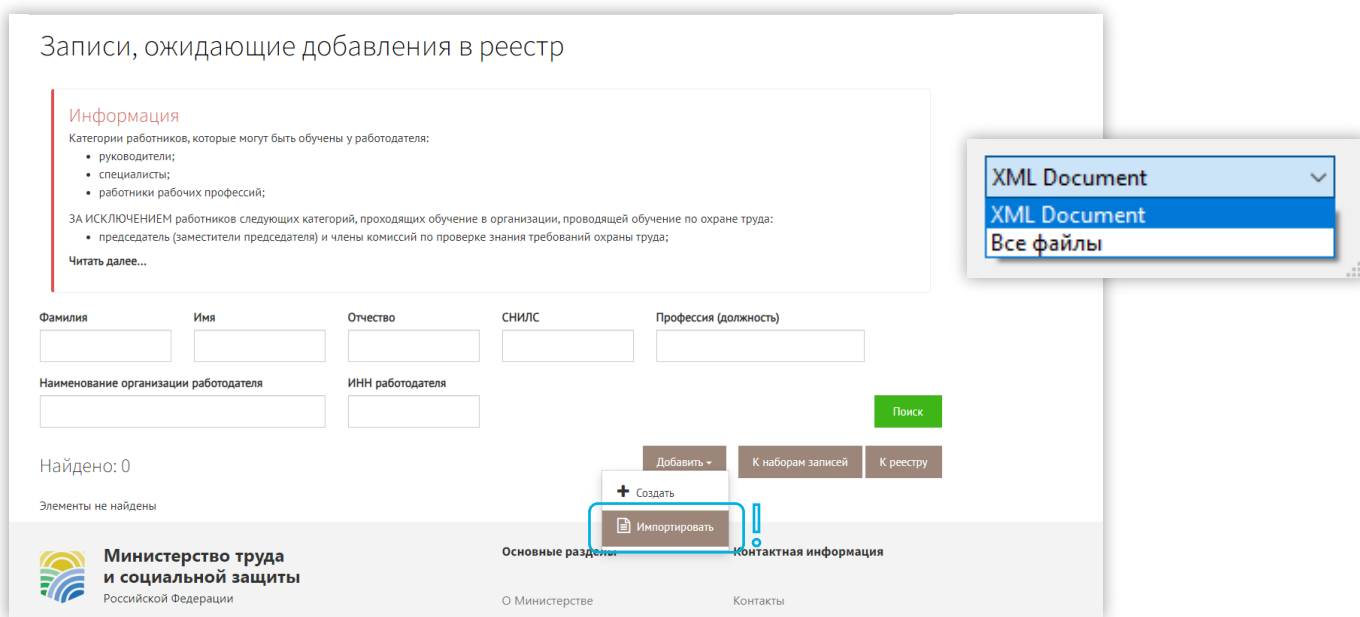 Записи, ожидающие добавления в реестр
Информация
Категории работников, которые могут быть обучены у работодателя:
• руководители;
• специалисты;
• работники рабочих профессий;
ЗА ИСКЛЮЧЕНИЕМ работников следующих категорий, проходящих обучение в организации, проводящей обучение по охране труда:
• председатель (заместители председателя) и члены комиссий по проверке знания требований охраны труда;
Читать далее...
XML Document
XML Document
Все файлы
Фамилия Имя Отчество СНИЛС Профессия (должность)
Наименование организации работодателя ИНН работодателя
Поиск
Найдено: 0 Добавить К наборам записей К реестру
Создать
Элементы не найдены
Импортировать !
Министерство труда
и социальной защиты
Российской Федерации
Основные разделы Контактная информация
О Министерстве Контакты